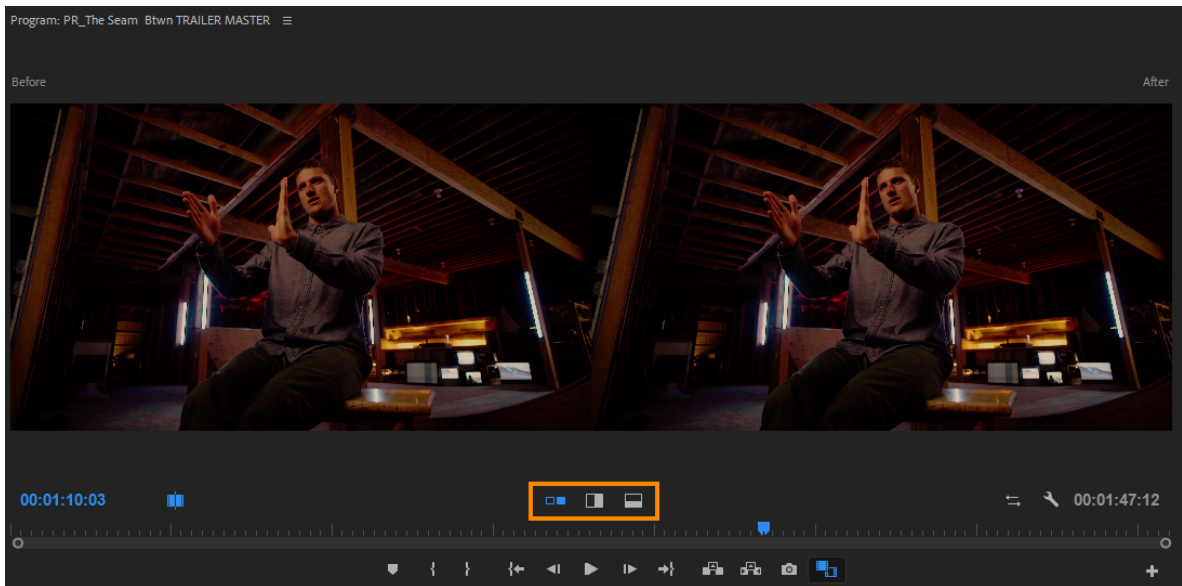 Program: PR_The Seam  Btwn TRAILER MASTER
Before
After
00:01:10:03
00:01:47:12